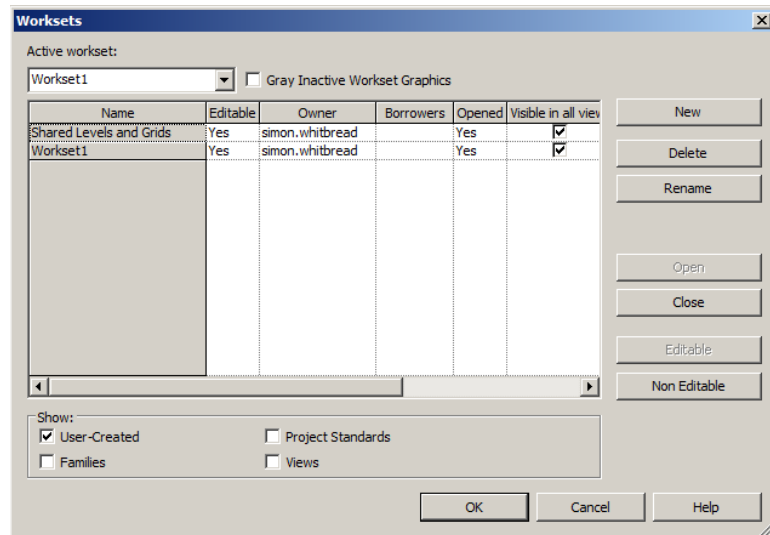 Worksets
Active workset:
Workset1
Gray Inactive Workset Graphics
Name Editable Owner Borrowers Opened Visible in all view
Shared Levels and Grids Yes simon.whitbread Yes
Workset1 Yes simon.whitbread Yes
New
Delete
Rename
Open
Close
Editable
Non Editable
Show:
User-Created Project Standards
Families Views
OK Cancel Help